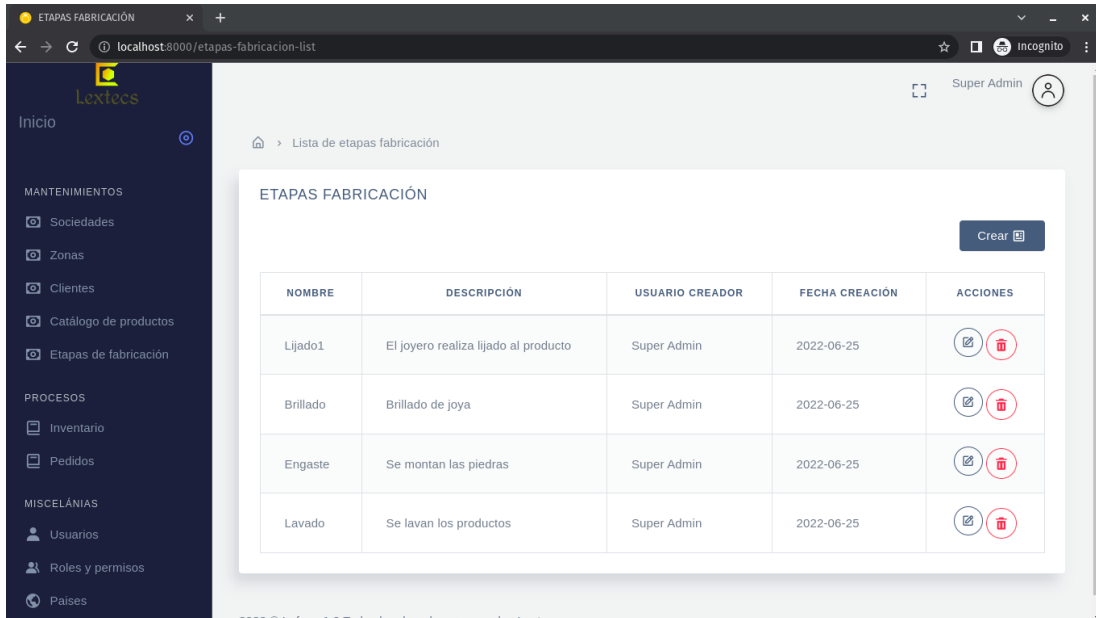 ETAPAS FABRICACIÓN
localhost:8000/etapas-fabricacion-list
Incognito
Lextecs
Inicio
MANTENIMIENTOS
Sociedades
Zonas
Clientes
Catálogo de productos
Etapas de fabricación
PROCESOS
Inventario
Pedidos
MISCELÁNIAS
Usuarios
Roles y permisos
Paises
Super Admin
Lista de etapas fabricación
ETAPAS FABRICACIÓN
Crear
NOMBRE DESCRIPCIÓN USUARIO CREADOR FECHA CREACIÓN ACCIONES
Lijado1 El joyero realiza lijado al producto Super Admin 2022-06-25
Brillado Brillado de joya Super Admin 2022-06-25
Engaste Se montan las piedras Super Admin 2022-06-25
Lavado Se lavan los productos Super Admin 2022-06-25